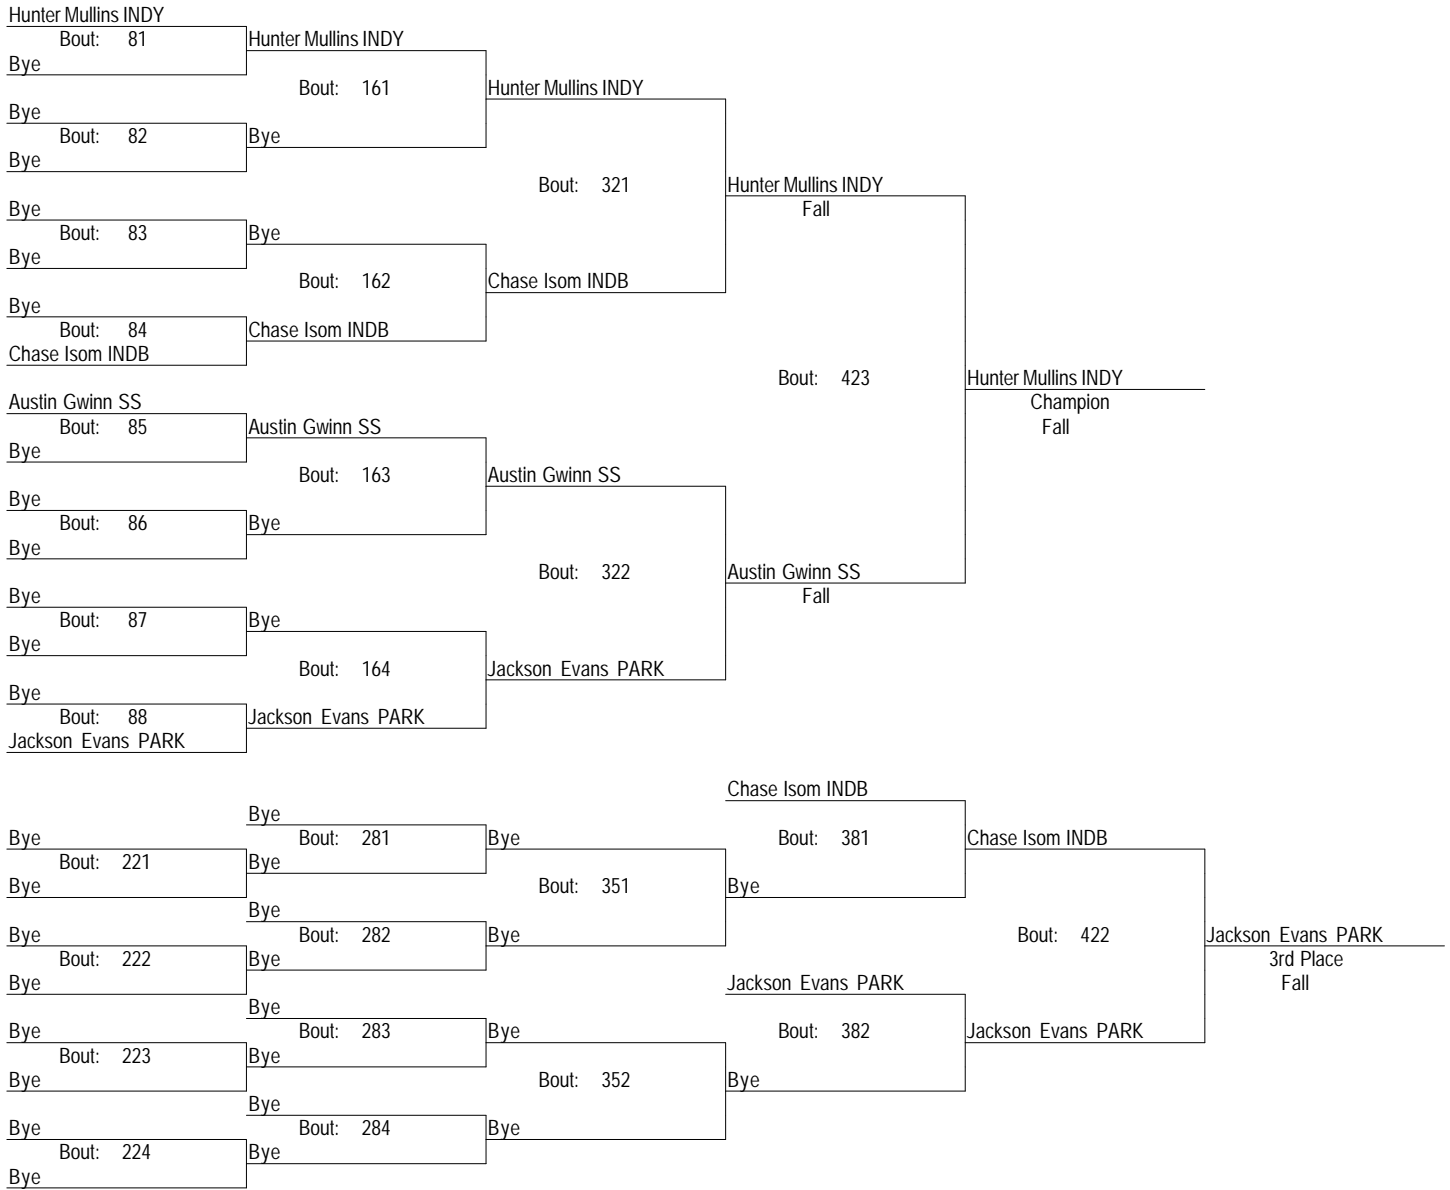 Hunter Mullins INDY
Bout: 81 Hunter Mullins INDY
Bye
Bout: 161 Hunter Mullins INDY
Bye
Bout: 82 Bye
Bye
Bout: 321 Hunter Mullins INDY
Bye Fall
Bout: 83 Bye
Bye
Bout: 162 Chase Isom INDB
Bye
Bout: 84 Chase Isom INDB
Chase Isom INDB
Bout: 423 Hunter Mullins INDY
Austin Gwinn SS Champion
Bout: 85 Austin Gwinn SS Fall
Bye
Bout: 163 Austin Gwinn SS
Bye
Bout: 86 Bye
Bye
Bout: 322 Austin Gwinn SS
Bye Fall
Bout: 87 Bye
Bye
Bout: 164 Jackson Evans PARK
Bye
Bout: 88 Jackson Evans PARK
Jackson Evans PARK
Chase Isom INDB
Bye
Bye Bout: 281 Bye Bout: 381 Chase Isom INDB
Bout: 221 Bye
Bye Bout: 351 Bye
Bye
Bye Bout: 282 Bye Bout: 422 Jackson Evans PARK
Bout: 222 Bye 3rd Place
Bye Jackson Evans PARK Fall
Bye
Bye Bout: 283 Bye Bout: 382 Jackson Evans PARK
Bout: 223 Bye
Bye Bout: 352 Bye
Bye
Bye Bout: 284 Bye
Bout: 224 Bye
Bye